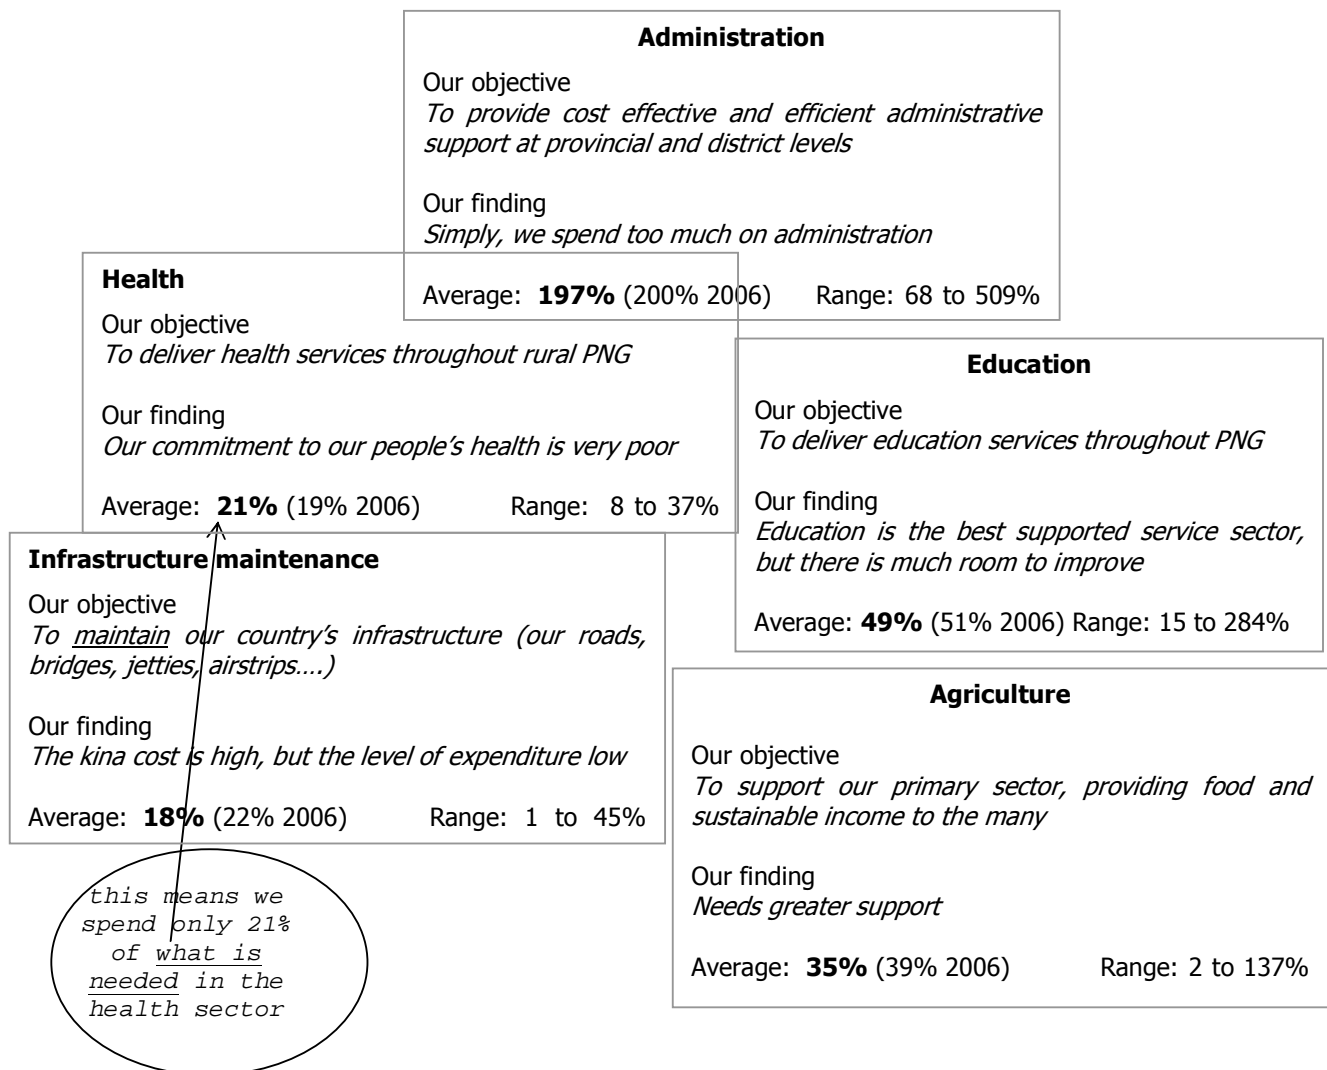 Administration
Our objective
To provide cost effective and efficient administrative
support at provincial and district levels
Our finding
Simply, we spend too much on administration
Average: 197% (200% 2006) Range: 68 to 509%
Health
Our objective
To deliver health services throughout rural PNG
Our finding
Our commitment to our people's health is very poor
Average: 21% (19% 2006) Range: 8 to 37%
Education
Our objective
To deliver education services throughout PNG
Our finding
Education is the best supported service sector,
but there is much room to improve
Average: 49% (51% 2006) Range: 15 to 284%
Infrastructure maintenance
Our objective
To maintain our country's infrastructure (our roads,
bridges, jetties, airstrips....)
Our finding
The kina cost is high, but the level of expenditure low
Average: 18% (22% 2006) Range: 1 to 45%
Agriculture
Our objective
To support our primary sector, providing food and
sustainable income to the many
Our finding
Needs greater support
Average: 35% (39% 2006) Range: 2 to 137%
this means we
spend only 21%
of what is
needed in the
health sector